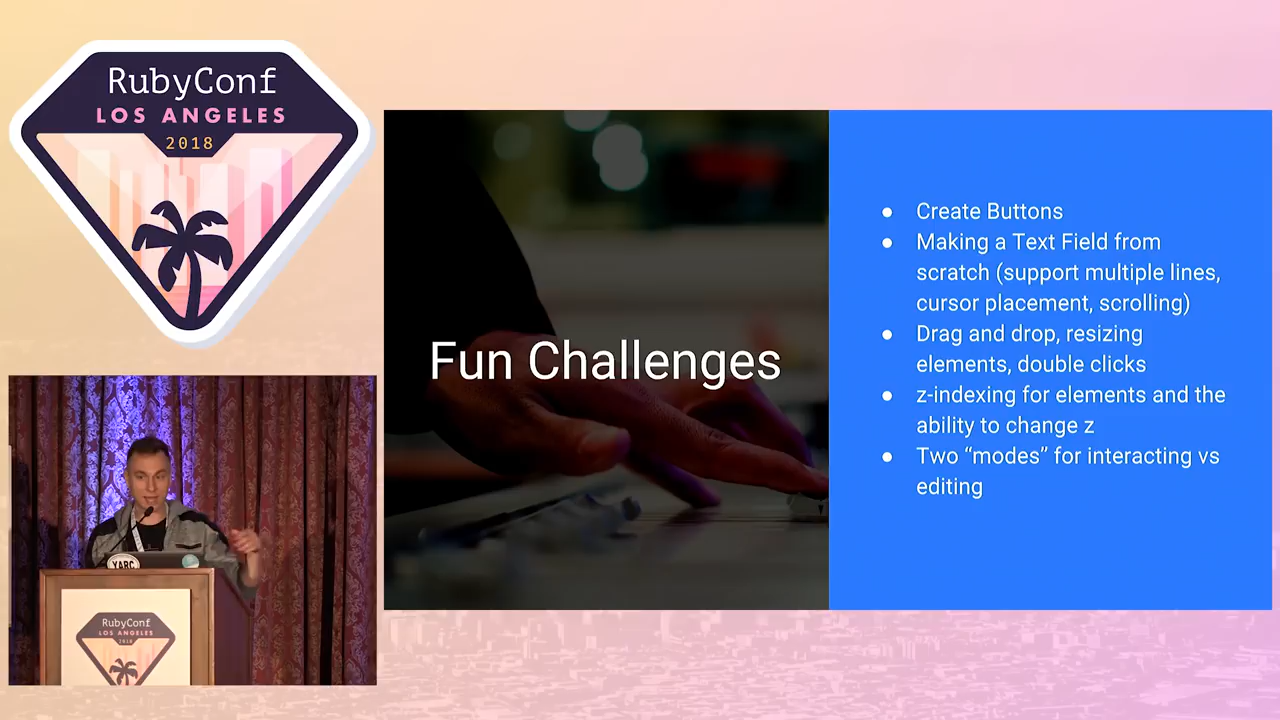 RubyConf
LOS ANGELES
2018
Fun Challenges
● Create Buttons
● Making a Text Field from
scratch (support multiple lines,
cursor placement, scrolling)
● Drag and drop, resizing
elements, double clicks
● z-indexing for elements and the
ability to change z
● Two “modes” for interacting vs
editing
XARC
RubyConf
LOS ANGELES
2018